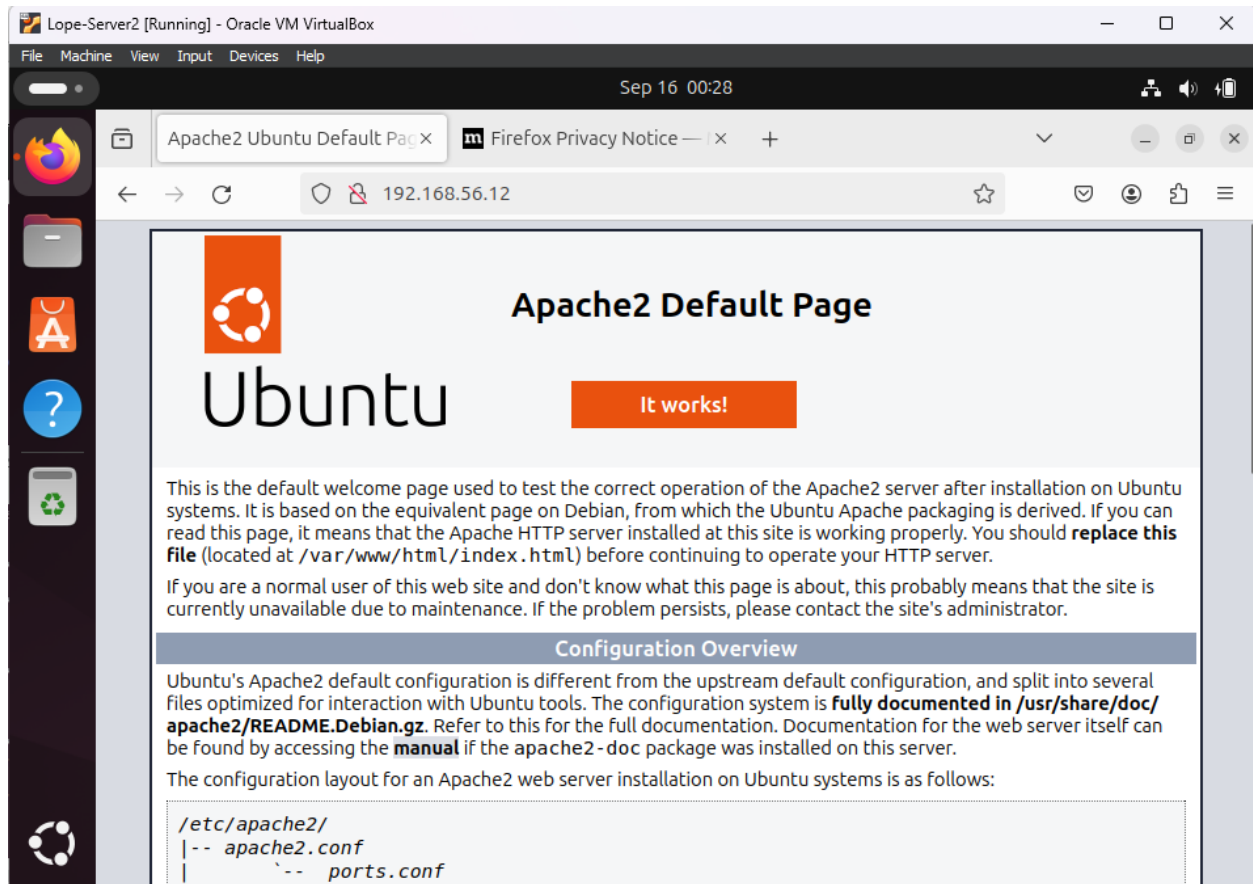 Lope-Server2 [Running] - Oracle VM VirtualBox
File Machine View Input Devices Help
Sep 16 00:28
Apache2 Ubuntu Default Pag
Firefox Privacy Notice —
192.168.56.12
Apache2 Default Page
Ubuntu
It works!
This is the default welcome page used to test the correct operation of the Apache2 server after installation on Ubuntu
systems. It is based on the equivalent page on Debian, from which the Ubuntu Apache packaging is derived. If you can
read this page, it means that the Apache HTTP server installed at this site is working properly. You should replace this
file (located at /var/www/html/index.html) before continuing to operate your HTTP server.
If you are a normal user of this web site and don't know what this page is about, this probably means that the site is
currently unavailable due to maintenance. If the problem persists, please contact the site's administrator.
Configuration Overview
Ubuntu's Apache2 default configuration is different from the upstream default configuration, and split into several
files optimized for interaction with Ubuntu tools. The configuration system is fully documented in /usr/share/doc/
apache2/README.Debian.gz. Refer to this for the full documentation. Documentation for the web server itself can
be found by accessing the manual if the apache2-doc package was installed on this server.
The configuration layout for an Apache2 web server installation on Ubuntu systems is as follows:
/etc/apache2/
|-- apache2.conf
|       `-- ports.conf